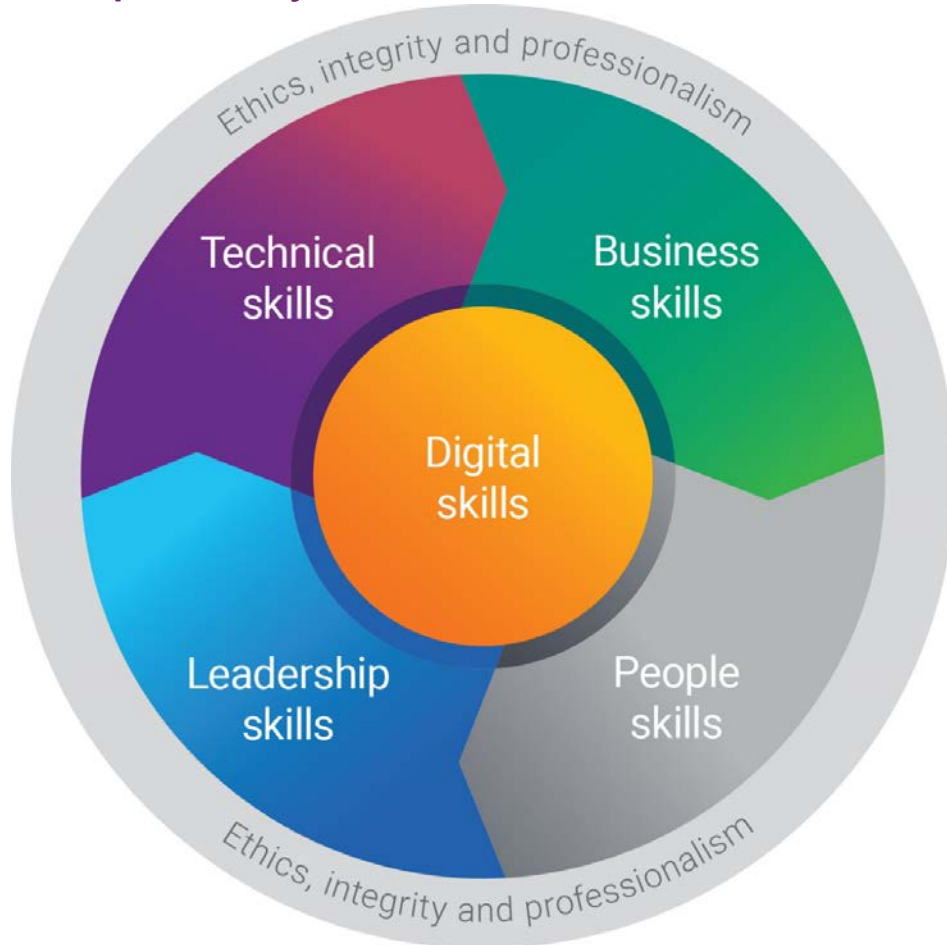 Ethics, integrity and professionalism
Technical
skills
Business
skills
Digital
skills
Leadership
skills
People
skills
Ethics, integrity and professionalism